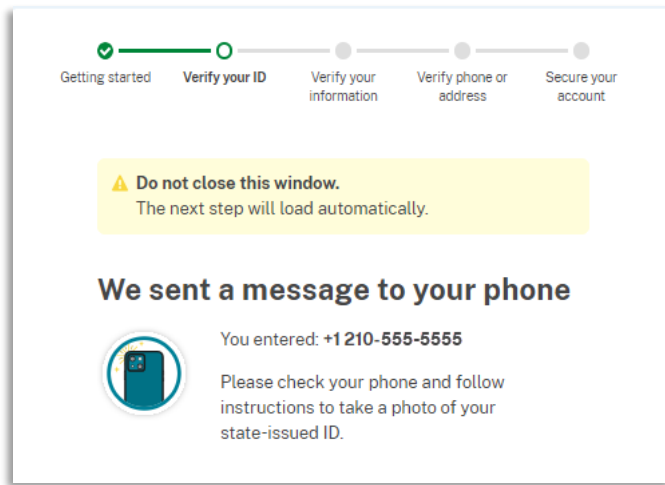 Getting started
Verify your ID
Verify your
information
Verify phone or
address
Secure your
account
Do not close this window.
The next step will load automatically.
We sent a message to your phone
You entered: +1 210-555-5555
Please check your phone and follow
instructions to take a photo of your
state-issued ID.